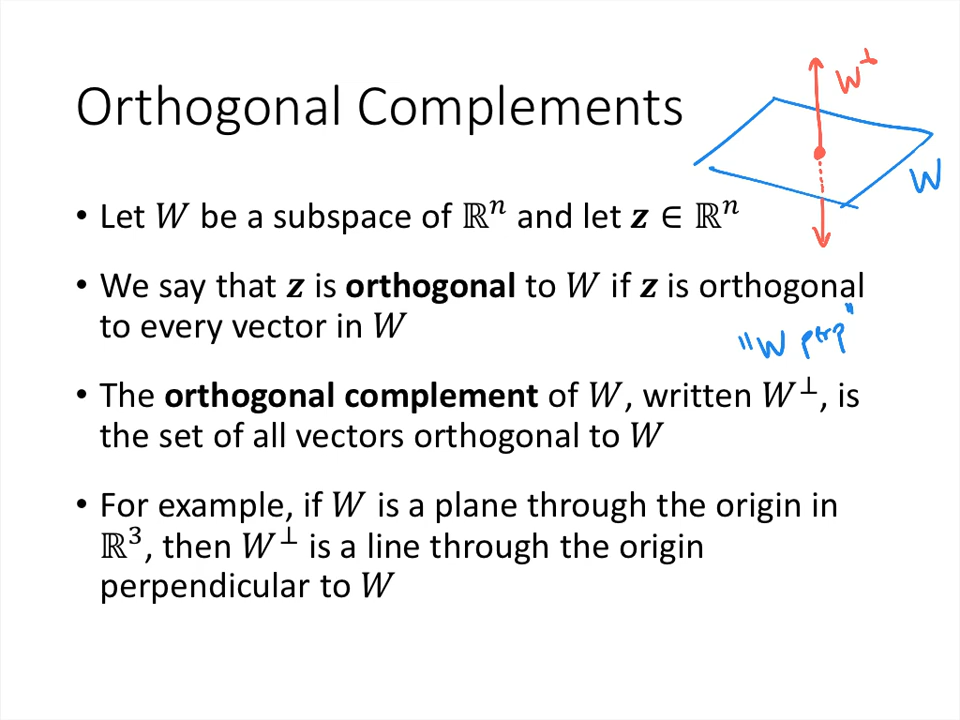 Orthogonal Complements
W⊥
W
• Let 𝑊 be a subspace of ℝⁿ and let 𝒛 ∈ ℝⁿ
• We say that 𝒛 is orthogonal to 𝑊 if 𝒛 is orthogonal
to every vector in 𝑊
"W perp"
• The orthogonal complement of 𝑊, written 𝑊⊥, is
the set of all vectors orthogonal to 𝑊
• For example, if 𝑊 is a plane through the origin in
ℝ³, then 𝑊⊥ is a line through the origin
perpendicular to 𝑊